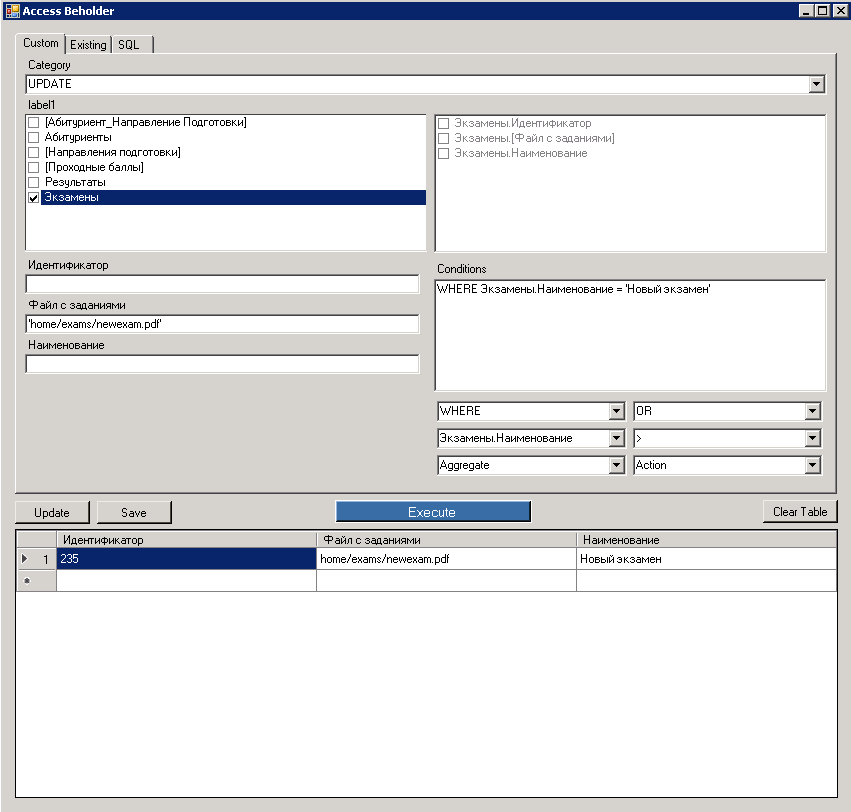 Access Beholder
Custom Existing SQL
Category
UPDATE
label1
[Абитуриент_Направление Подготовки]
Абитуриенты
[Направления подготовки]
[Проходные баллы]
Результаты
Экзамены
Экзамены.Идентификатор
Экзамены.[Файл с заданиями]
Экзамены.Наименование
Идентификатор
Файл с заданиями
'home/exams/newexam.pdf'
Наименование
Conditions
WHERE Экзамены.Наименование = 'Новый экзамен'
WHERE OR
Экзамены.Наименование >
Aggregate Action
Update Save Execute Clear Table
Идентификатор Файл с заданиями Наименование
1 235 home/exams/newexam.pdf Новый экзамен
*